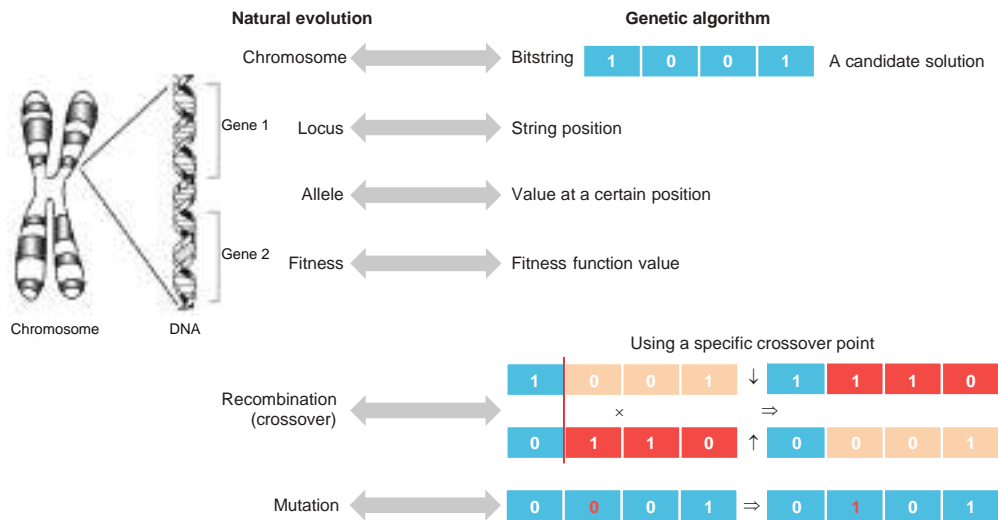 Natural evolution Genetic algorithm
Chromosome Bitstring 1 0 0 1 A candidate solution
Gene 1 Locus String position
Allele Value at a certain position
Gene 2 Fitness Fitness function value
Chromosome DNA
Using a specific crossover point
1 0 0 1 ↓ 1 1 1 0
Recombination
(crossover)
× ⇒
0 1 1 0 ↑ 0 0 0 1
Mutation 0 0 0 1 ⇒ 0 1 0 1